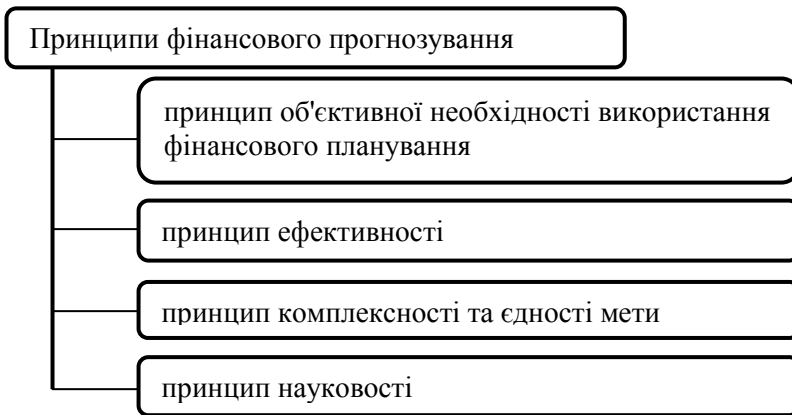 Принципи фінансового прогнозування
принцип об'єктивної необхідності використання
фінансового планування
принцип ефективності
принцип комплексності та єдності мети
принцип науковості